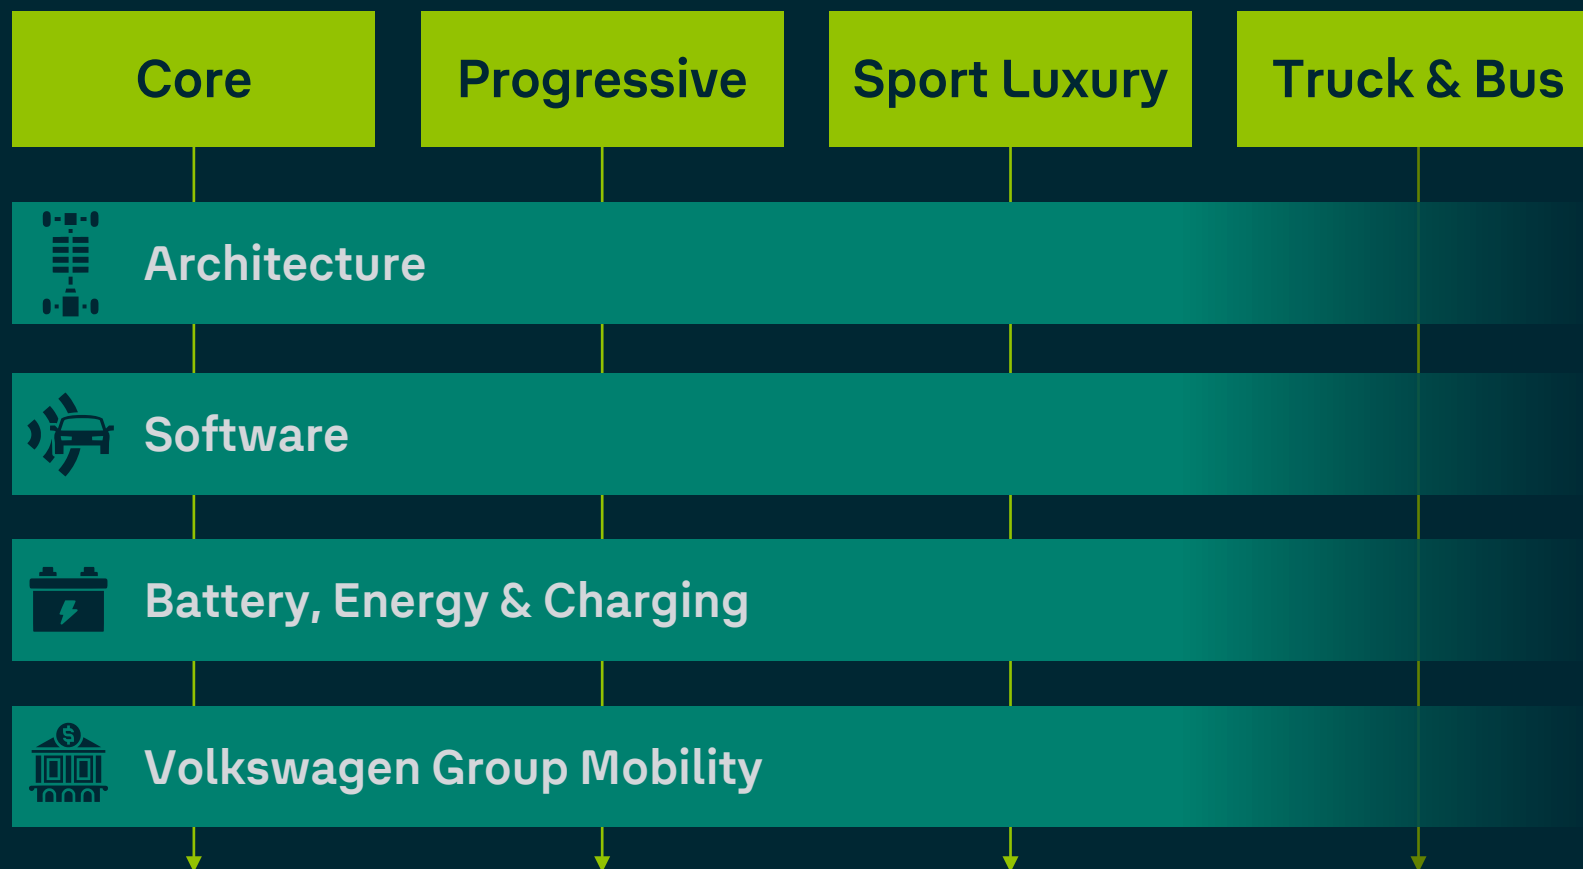 Core
Progressive
Sport Luxury
Truck & Bus
Architecture
Software
Battery, Energy & Charging
$
Volkswagen Group Mobility